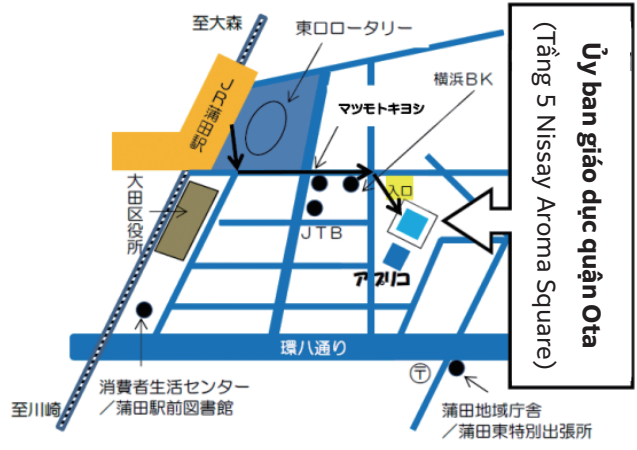 至大森
東口ロータリー
横浜BK
JR蒲田駅
マツモトキヨシ
入口
大田区役所
JTB
アプリコ
環八通り
〒
消費者生活センター
／蒲田駅前図書館
至川崎
蒲田地域庁舎
／蒲田東特別出張所
Ủy ban giáo dục quận Ota
(Tầng 5 Nissay Aroma Square)